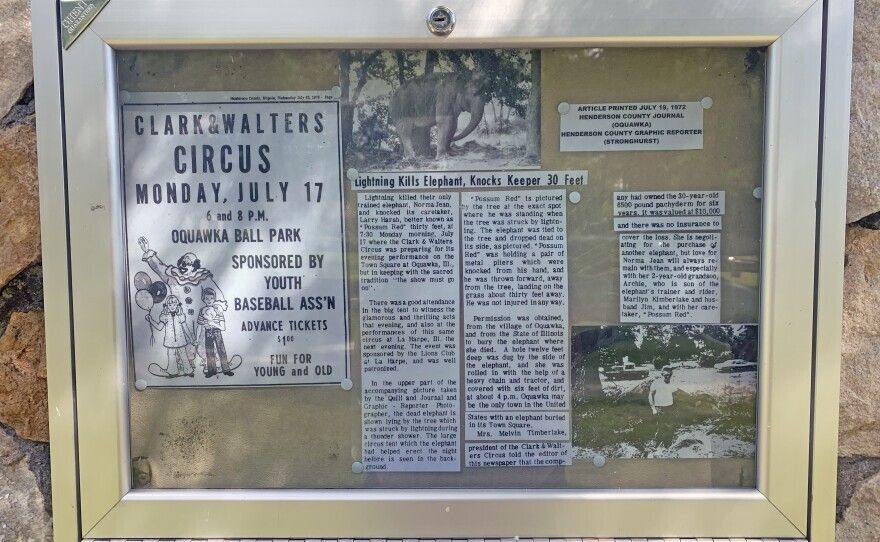 Henderson County, Illinois, Wednesday July 12, 1972 - Page
CLARK & WALTERS
CIRCUS
MONDAY, JULY 17
6 and 8 P.M.
OQUAWKA BALL PARK
SPONSORED BY
YOUTH
BASEBALL ASS'N
ADVANCE TICKETS
$1.00
FUN FOR
YOUNG and OLD
Lightning Kills Elephant, Knocks Keeper 30 Feet
Lightning killed their only
trained elephant, Norma Jean,
and knocked its caretaker,
Larry Harsh, better known as
"Possum Red" thirty feet, at
7:30 Monday morning, July
17 where the Clark & Walters
Circus was preparing for its
evening performance on the
Town Square at Oquawka, Ill.,
but in keeping with the sacred
tradition "the show must go
on".
There was a good attendance
in the big tent to witness the
glamorous and thrilling acts
that evening, and also at the
performances of this same
circus at La Harpe, Ill. the
next evening. The event was
sponsored by the Lions Club
at La Harpe, and was well
patronized.
In the upper part of the
accompanying picture taken
by the Quill and Journal and
Graphic - Reporter Photo-
grapher, the dead elephant is
shown lying by the tree which
was struck by lightning during
a thunder shower. The large
circus tent which the elephant
had helped erect the night
before is seen in the back-
ground.
"Possum Red" is pictured
by the tree at the exact spot
where he was standing when
the tree was struck by lightn-
ing. The elephant was tied to
the tree and dropped dead on
its side, as pictured. "Possum
Red" was holding a pair of
metal pliers which were
knocked from his hand, and
he was thrown forward, away
from the tree, landing on the
grass about thirty feet away.
He was not injured in any way.
Permission was obtained,
from the village of Oquawka,
and from the State of Illinois
to bury the elephant where
she died. A hole twelve feet
deep was dug by the side of
the elephant, and she was
rolled in with the help of a
heavy chain and tractor, and
covered with six feet of dirt,
at about 4 p.m. Oquawka may
be the only town in the United
States with an elephant buried
in its Town Square.
Mrs. Melvin Timberlake,
president of the Clark & Walt-
ers Circus told the editor of
this newspaper that the comp-
ARTICLE PRINTED JULY 19, 1972
HENDERSON COUNTY JOURNAL
(OQUAWKA)
HENDERSON COUNTY GRAPHIC REPORTER
(STRONGHURST)
any had owned the 30-year-old
6500 pound pachyderm for six
years. It was valued at $10,000
and there was no insurance to
cover the loss. She is negoti-
ating for the purchase of
another elephant, but love for
Norma Jean will always re-
main with them, and especially
with her 2-year-old grandson,
Archie, who is son of the
elephant's trainer and rider,
Marilyn Kimberlake and hus-
band Jim, and with her care-
taker, "Possum Red".